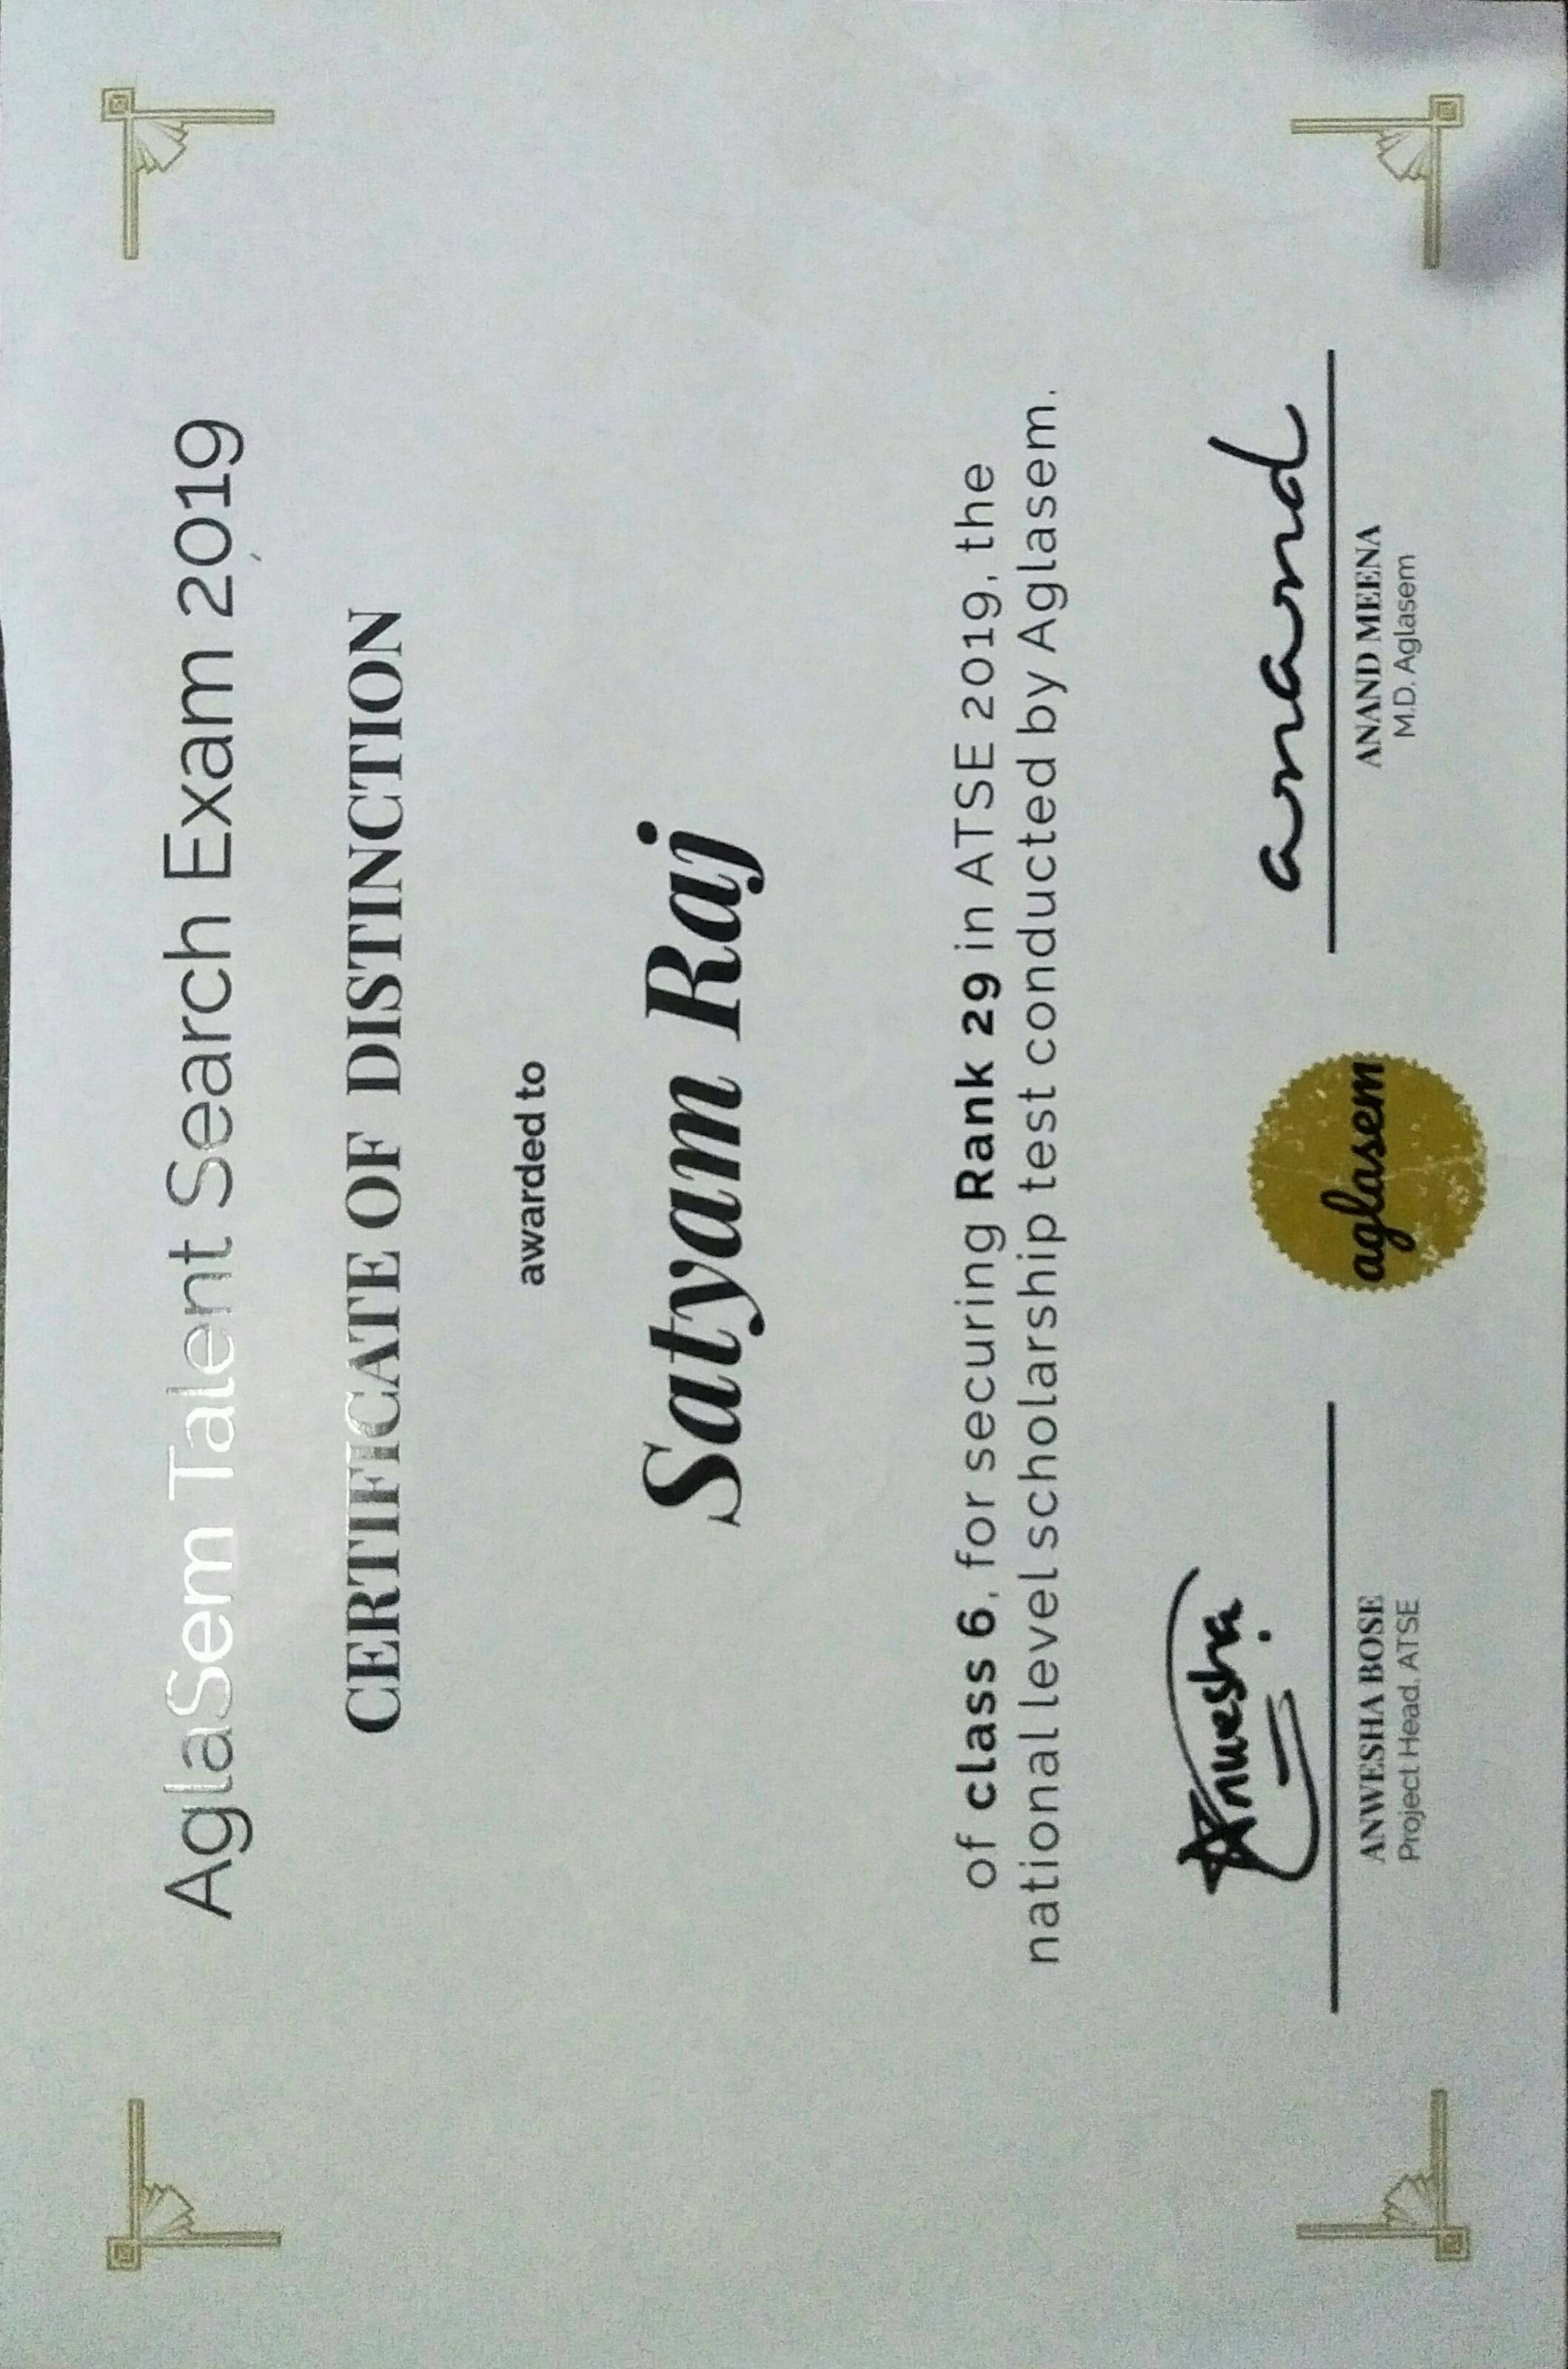 AglaSem Talent Search Exam 2019
CERTIFICATE OF DISTINCTION
awarded to
Satyam Raj
of class 6, for securing Rank 29 in ATSE 2019, the
national level scholarship test conducted by Aglasem.
Anwesha
anand
ANWESHA BOSE
Project Head, ATSE
aglasem
ANAND MEENA
M.D. Aglasem